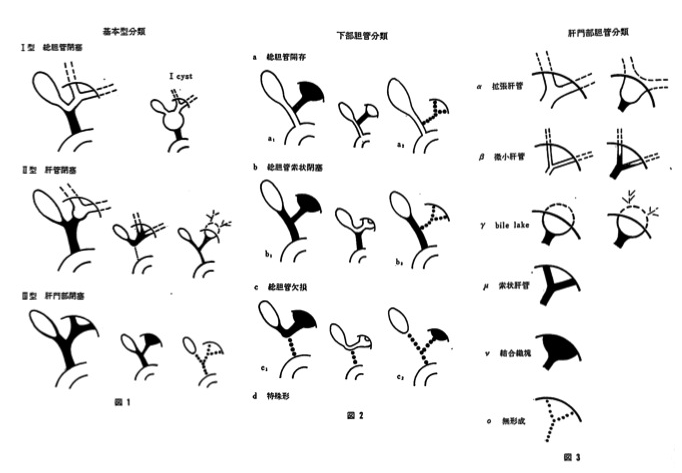 基本型分類
Ⅰ型 総胆管閉塞
Ⅰ cyst
Ⅱ型 肝管閉塞
Ⅲ型 肝門部閉塞
図 1
下部胆管分類
a 総胆管開存
a₁
a₂
b 総胆管索状閉塞
b₁
b₂
c 総胆管欠損
c₁
c₂
d 特殊形
図 2
肝門部胆管分類
α 拡張肝管
β 微小肝管
γ bile lake
μ 索状肝管
ν 結合織塊
ο 無形成
図 3